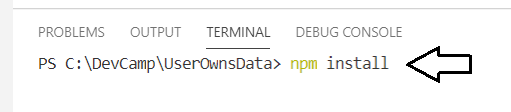 PROBLEMS OUTPUT TERMINAL DEBUG CONSOLE
PS C:\DevCamp\UserOwnsData> npm install